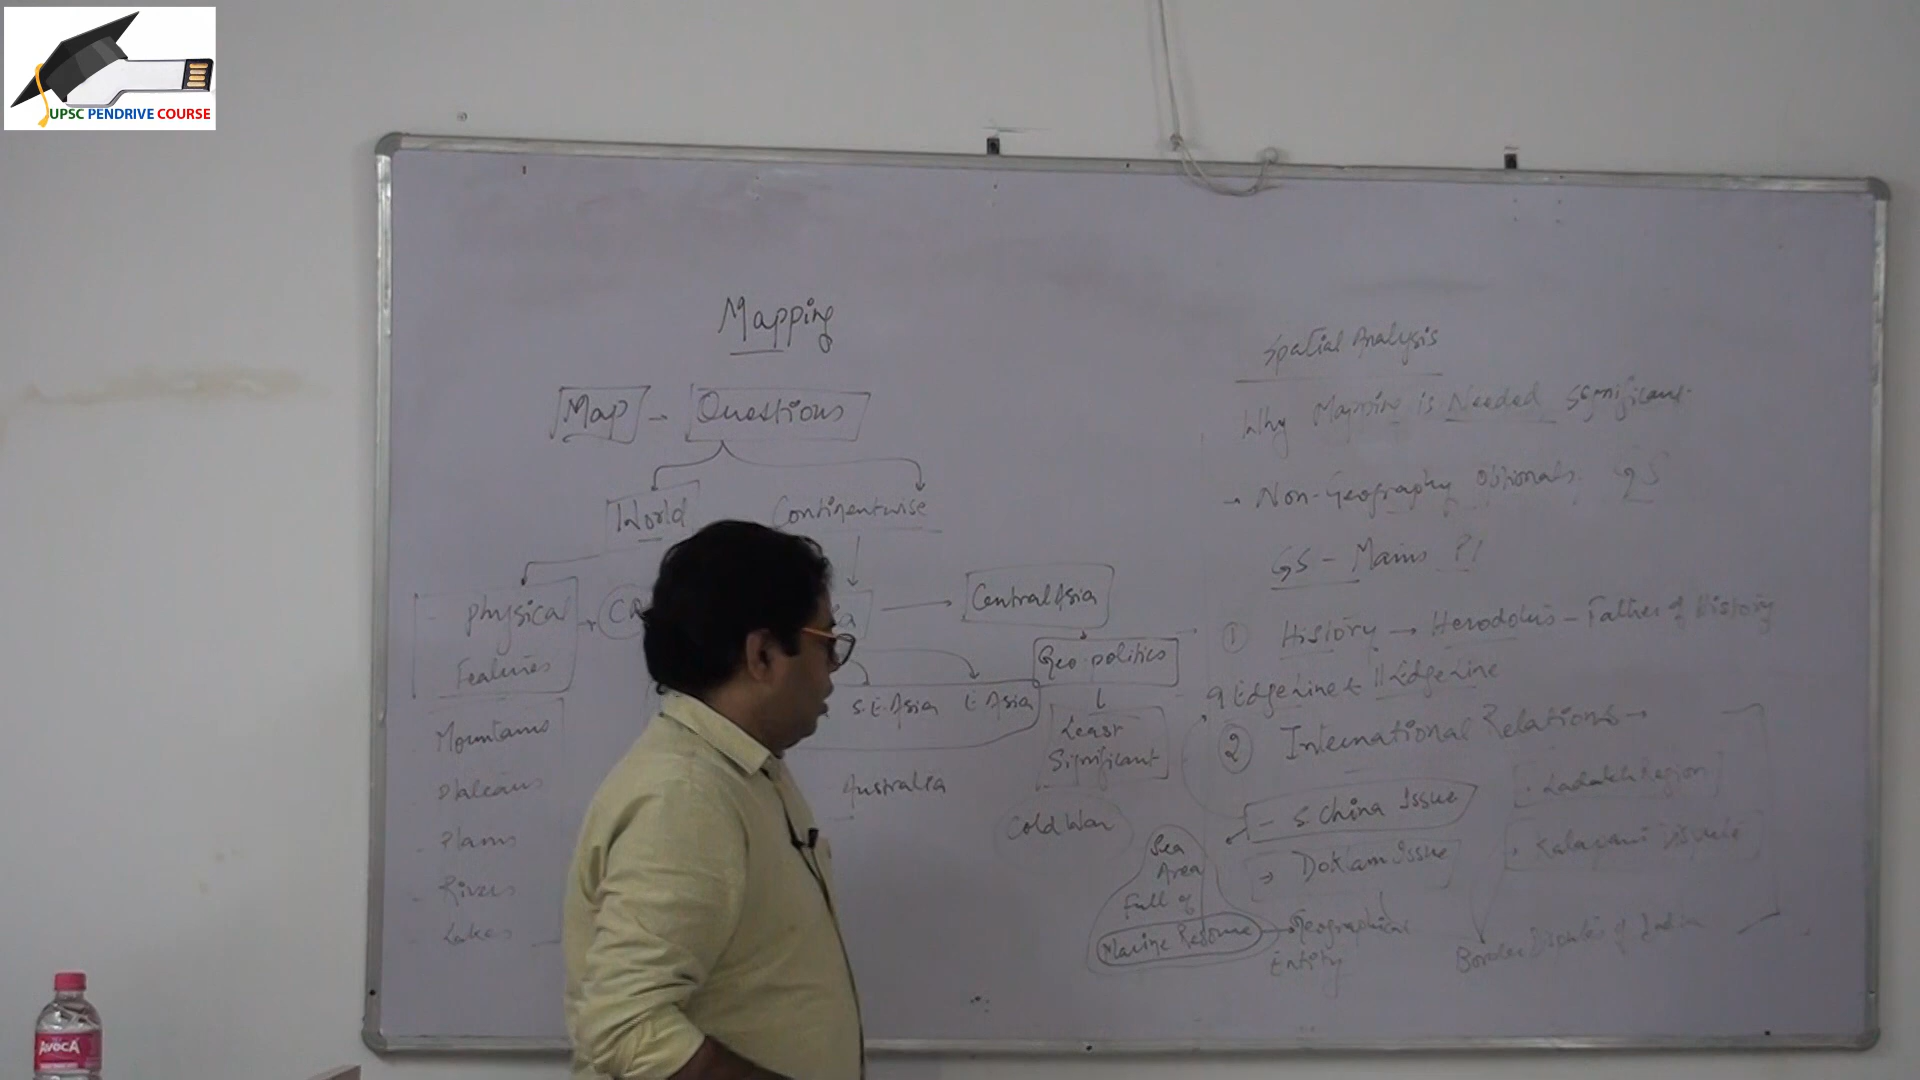 UPSC PENDRIVE COURSE
Mapping
Map - Questions
World Continentwise
Physical
Features
Mountains
Plateaus
Plains
Rivers
Lakes
Central Asia
Geo-politics
Least
Significant
Cold War
S.E.Asia E.Asia
Australia
Spatial Analysis
Why Mapping is Needed Significant
→ Non-Geography Optionals GS
GS - Mains P1
① History → Herodotus - Father of History
9 Edgeline & 11 Edgeline
② International Relations →
- S. China Issue
→ Doklam Issue
Geographical
Entity
Sea
Area
Full of
Marine Resource
• Ladakh Region
• Kalapani
Border Disputes of India
AVOCA